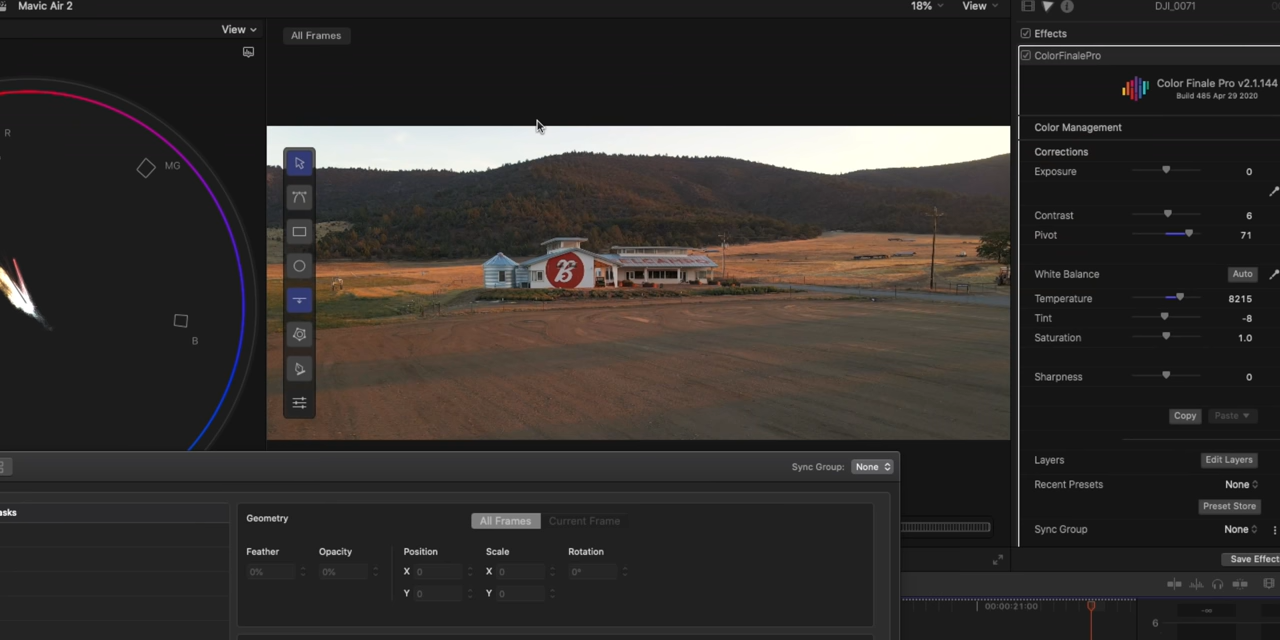 Mavic Air 2
18%
View
DJI_0071
View
All Frames
Effects
ColorFinalePro
Color Finale Pro v2.1.144
Build 485 Apr 29 2020
Color Management
Corrections
Exposure 0
Contrast 6
Pivot 71
White Balance Auto
Temperature 8215
Tint -8
Saturation 1.0
Sharpness 0
Copy Paste
Layers Edit Layers
Recent Presets None
Preset Store
Sync Group None
Save Effect
R
MG
B
B
Sync Group: None
asks
Geometry
All Frames Current Frame
Feather Opacity Position Scale Rotation
0% 0% X 0 X 0 0°
Y 0 Y 0
00:00:21:00
-∞
6